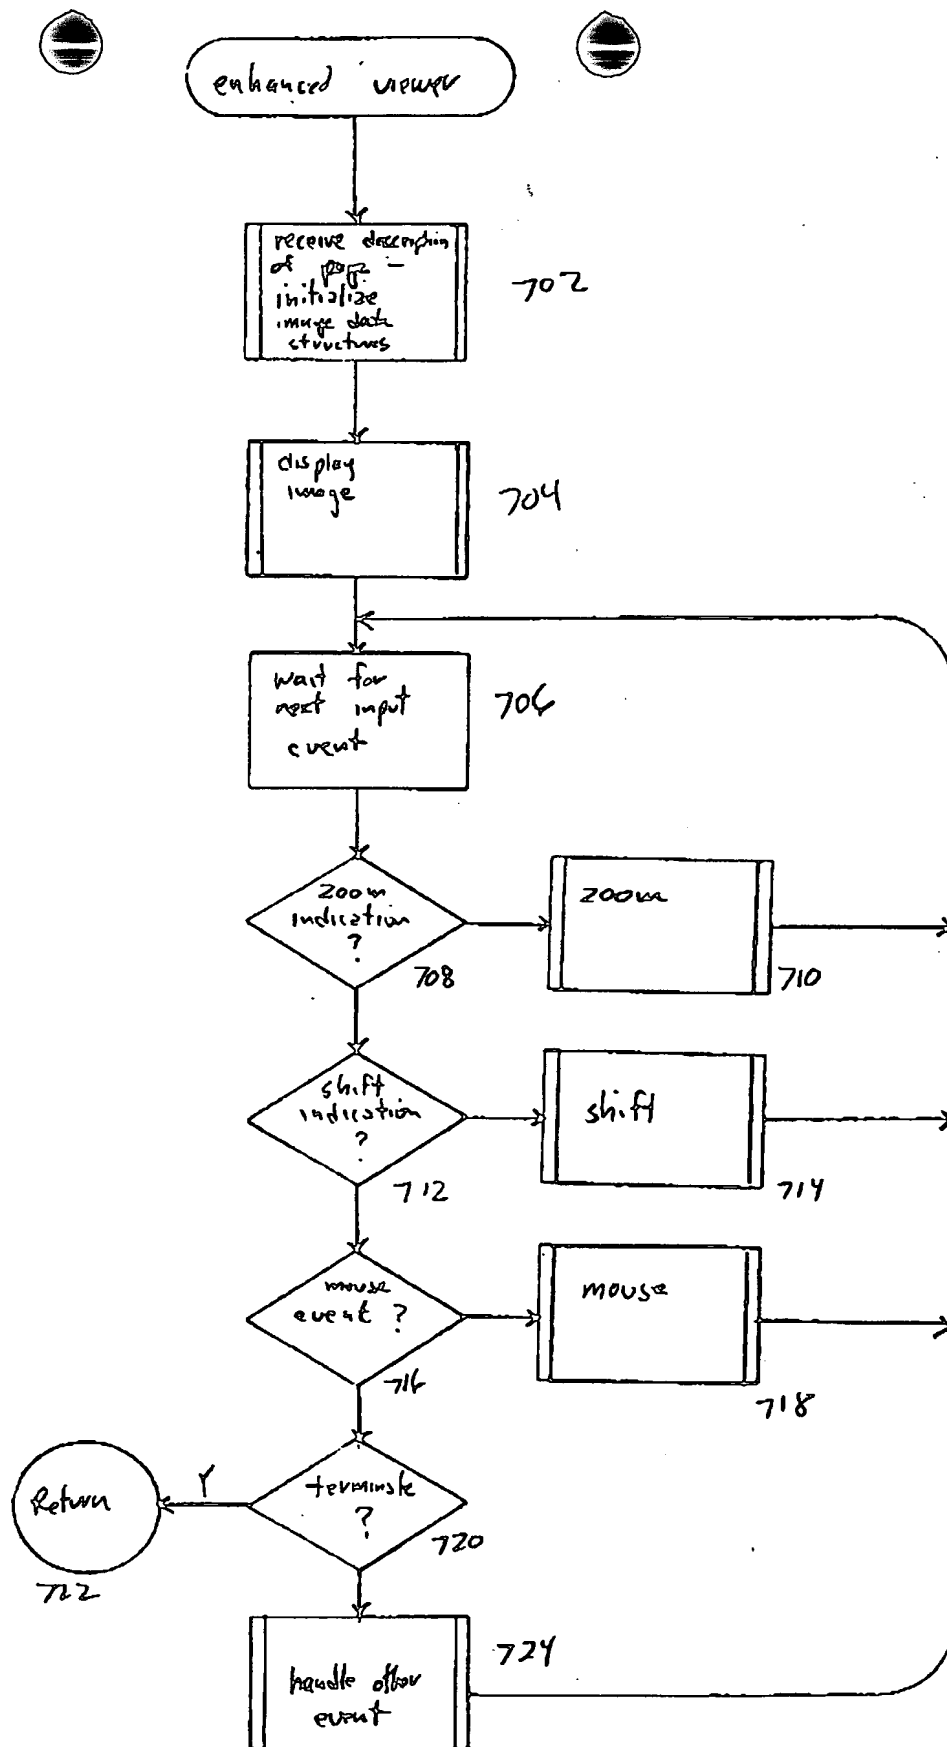 enhanced viewer
receive description
of page –
initialize
image data
structures
702
display
image
704
wait for
next input
event
706
zoom
indication
?
708
zoom
710
shift
indication
?
712
shift
714
mouse
event ?
716
mouse
718
terminate
?
720
Y
Return
722
handle other
event
724